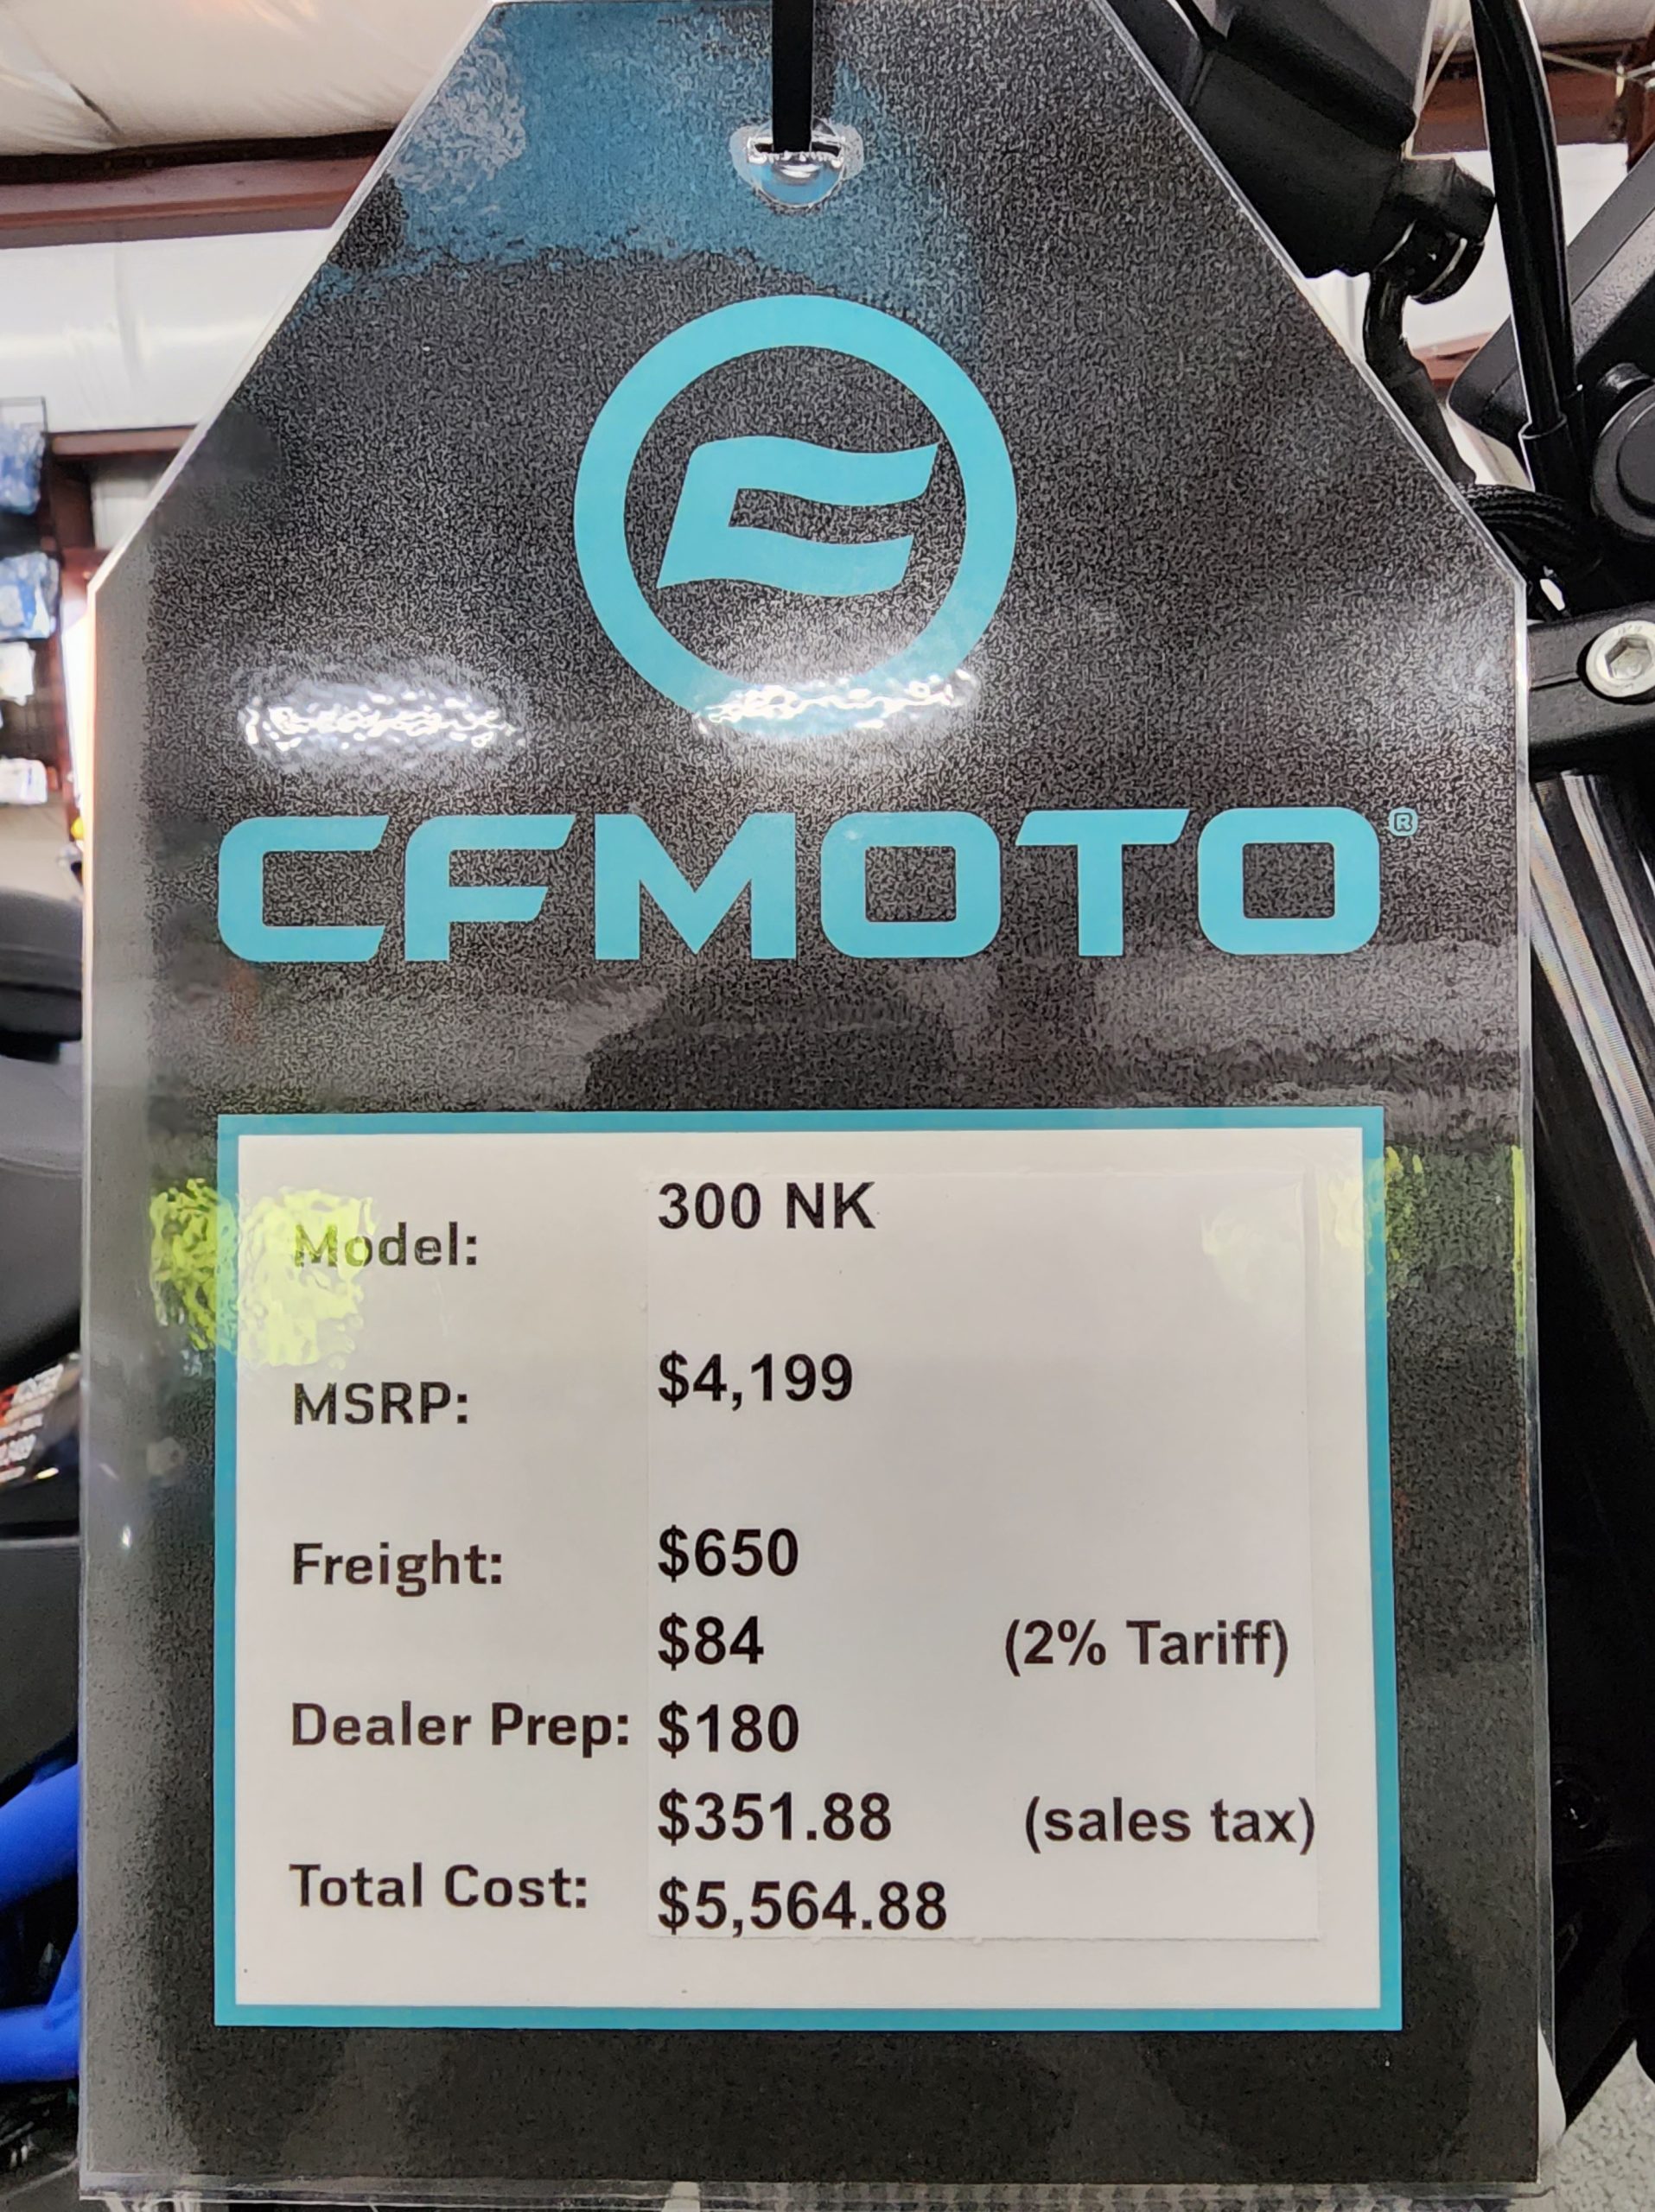 CFMOTO®
Model: 300 NK
MSRP: $4,199
Freight: $650
$84 (2% Tariff)
Dealer Prep: $180
$351.88 (sales tax)
Total Cost: $5,564.88